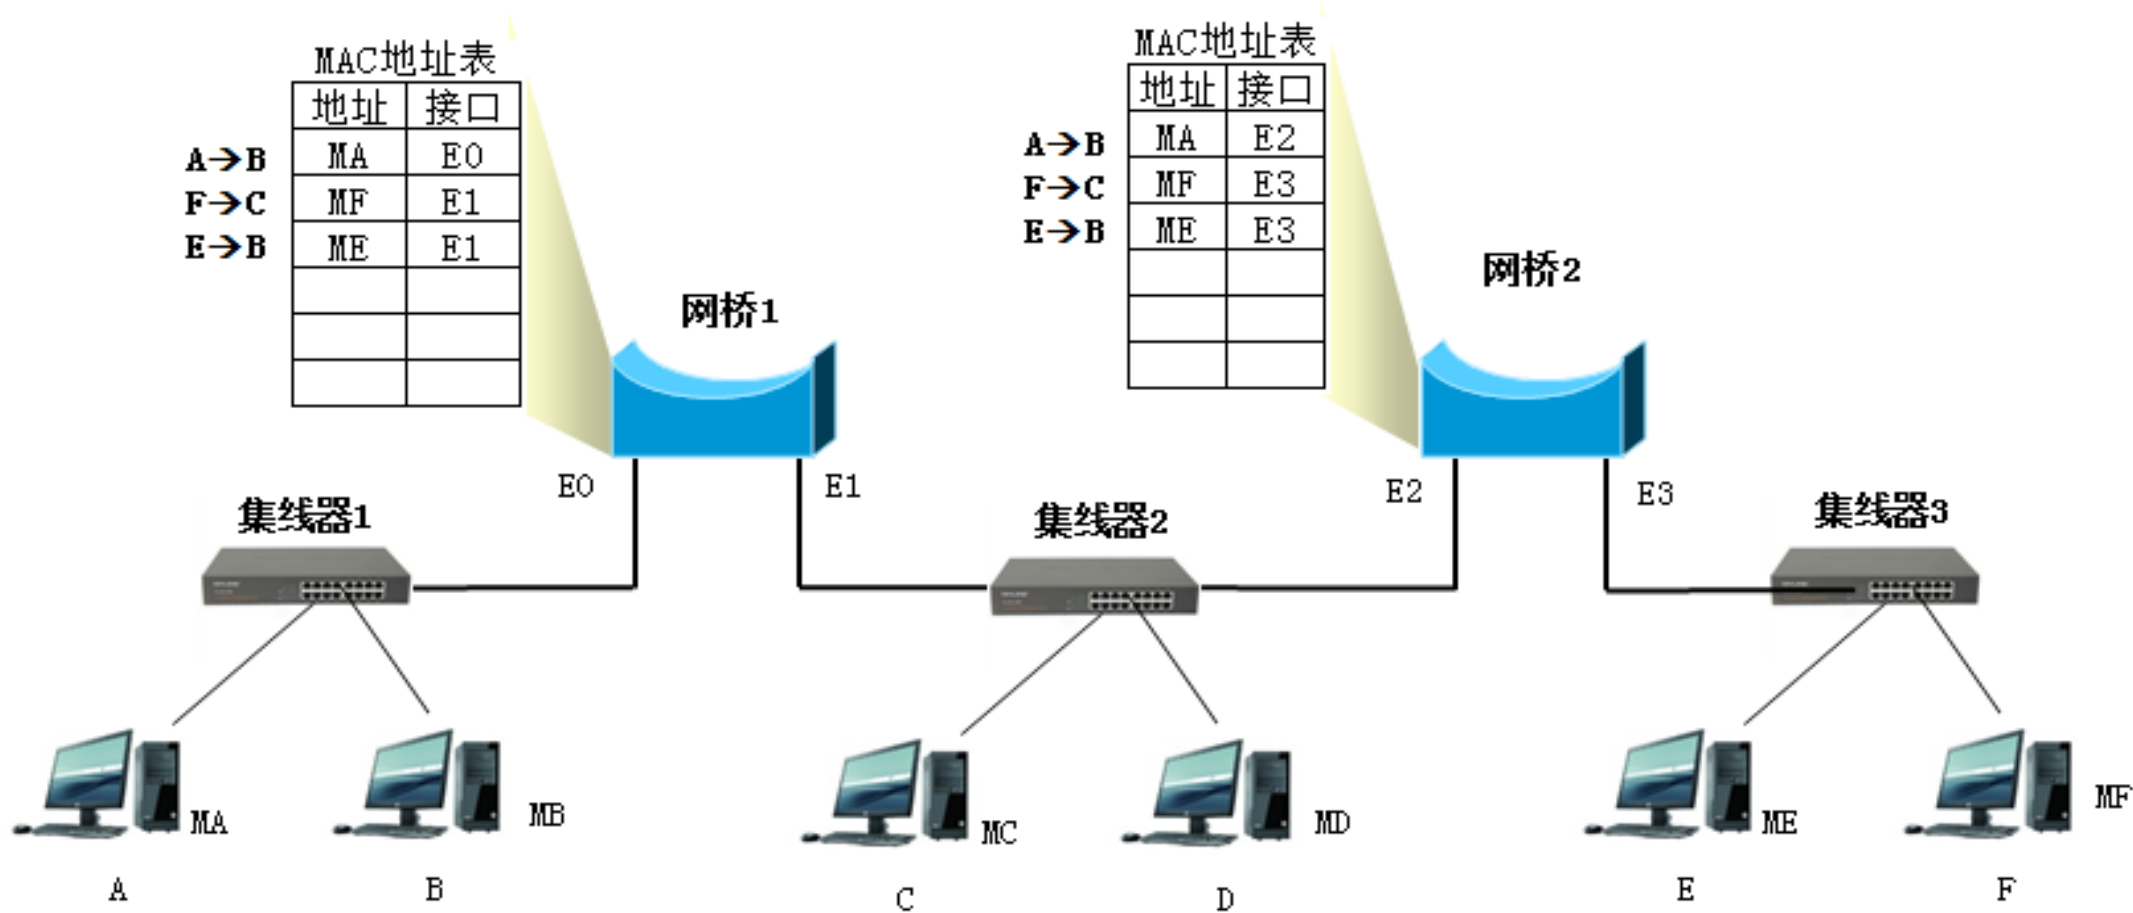 MAC地址表
地址 接口
A→B MA E0
F→C MF E1
E→B ME E1
MAC地址表
地址 接口
A→B MA E2
F→C MF E3
E→B ME E3
网桥1
网桥2
E0
E1
E2
E3
集线器1
集线器2
集线器3
MA
MB
MC
MD
ME
MF
A
B
C
D
E
F